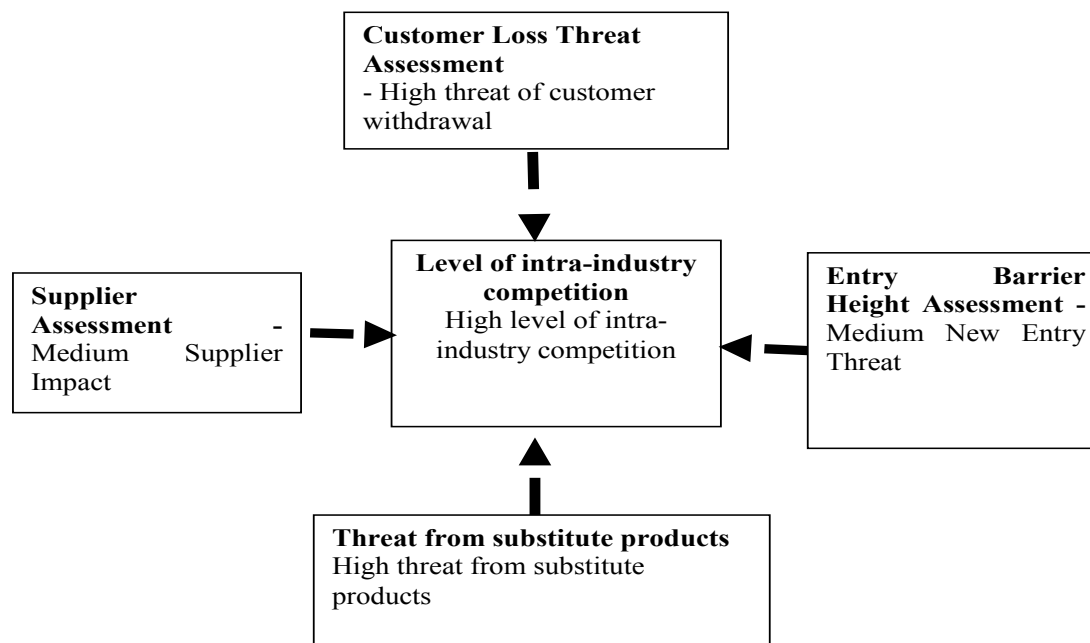 Customer Loss Threat
Assessment
- High threat of customer
withdrawal
Level of intra-industry
competition
High level of intra-
industry competition
Supplier
Assessment -
Medium Supplier
Impact
Entry Barrier
Height Assessment -
Medium New Entry
Threat
Threat from substitute products
High threat from substitute
products